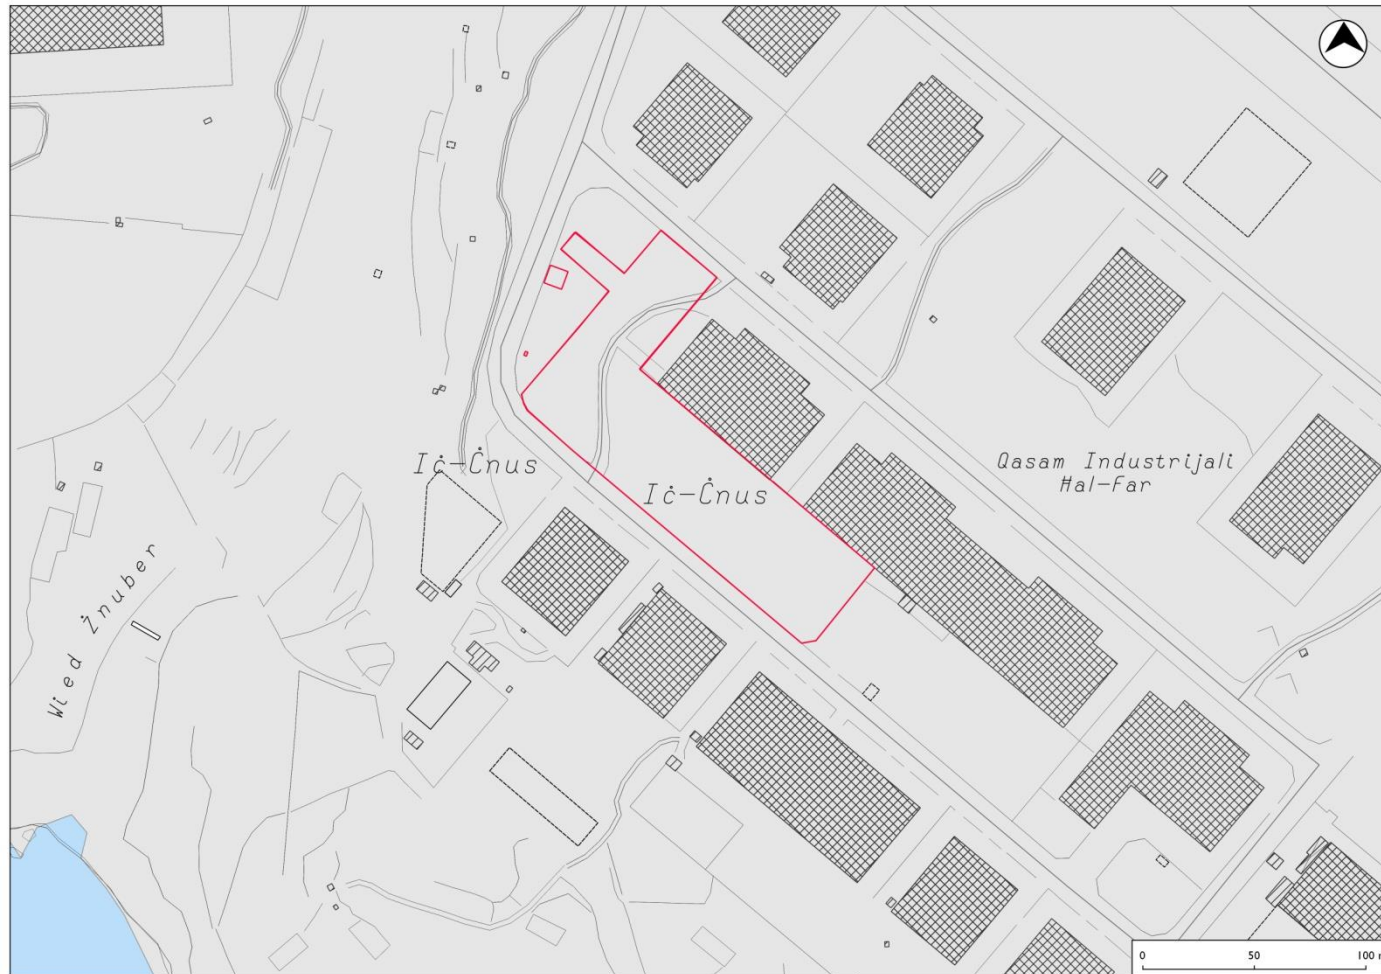 Iċ-Ċnus
Iċ-Ċnus
Qasam Industrijali
Ħal-Far
Wied Żnuber
0 50 100 m